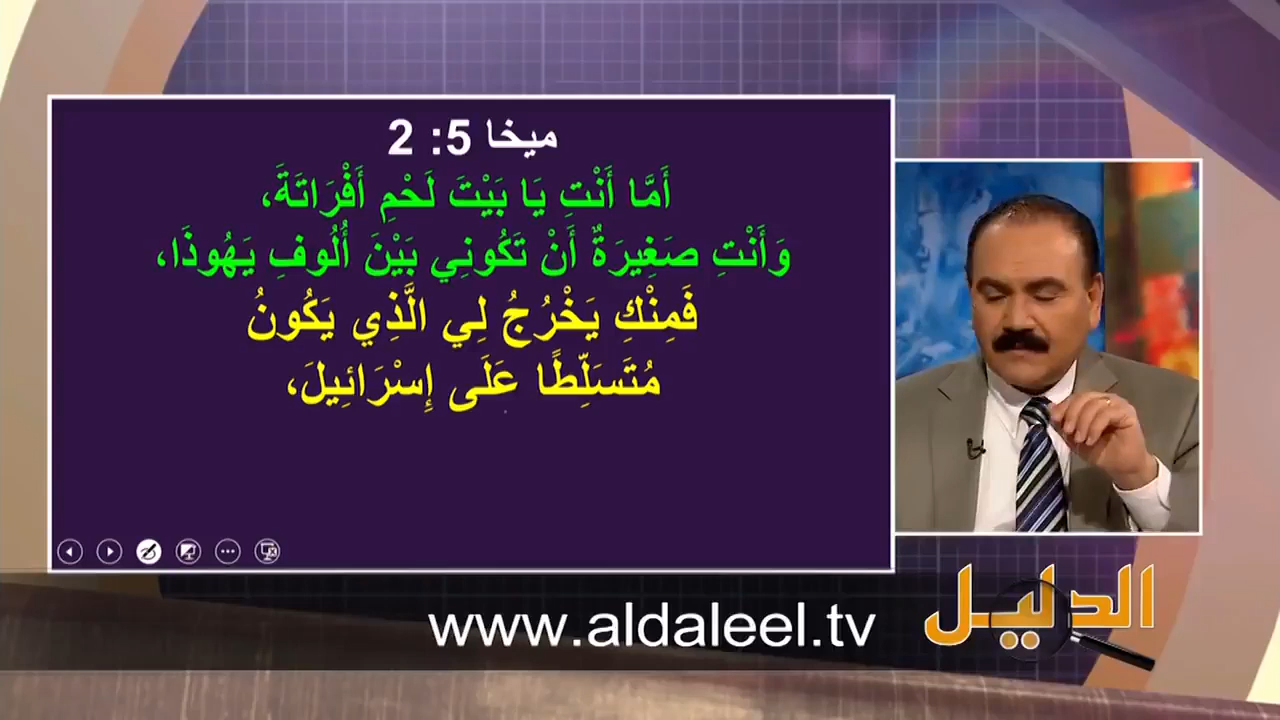 ميخا 5: 2
أَمَّا أَنْتِ يَا بَيْتَ لَحْمِ أَفْرَاتَةَ،
وَأَنْتِ صَغِيرَةٌ أَنْ تَكُونِي بَيْنَ أُلُوفِ يَهُوذَا،
فَمِنْكِ يَخْرُجُ لِي الَّذِي يَكُونُ
مُتَسَلِّطًا عَلَى إِسْرَائِيلَ،
الدليل
www.aldaleel.tv